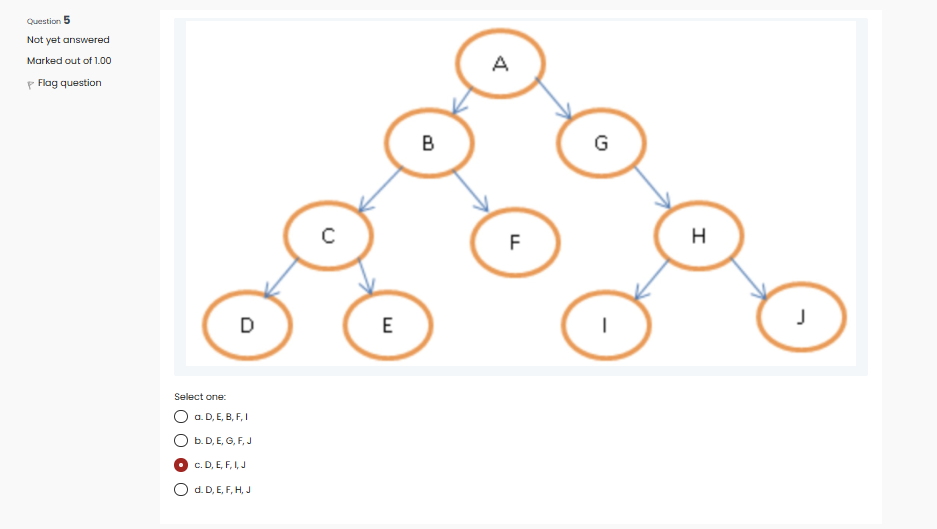 Question 5
Not yet answered
Marked out of 1.00
Flag question
A
B
G
C
F
H
D
E
I
J
Select one:
a. D, E, B, F, I
b. D, E, G, F, J
c. D, E, F, I, J
d. D, E, F, H, J